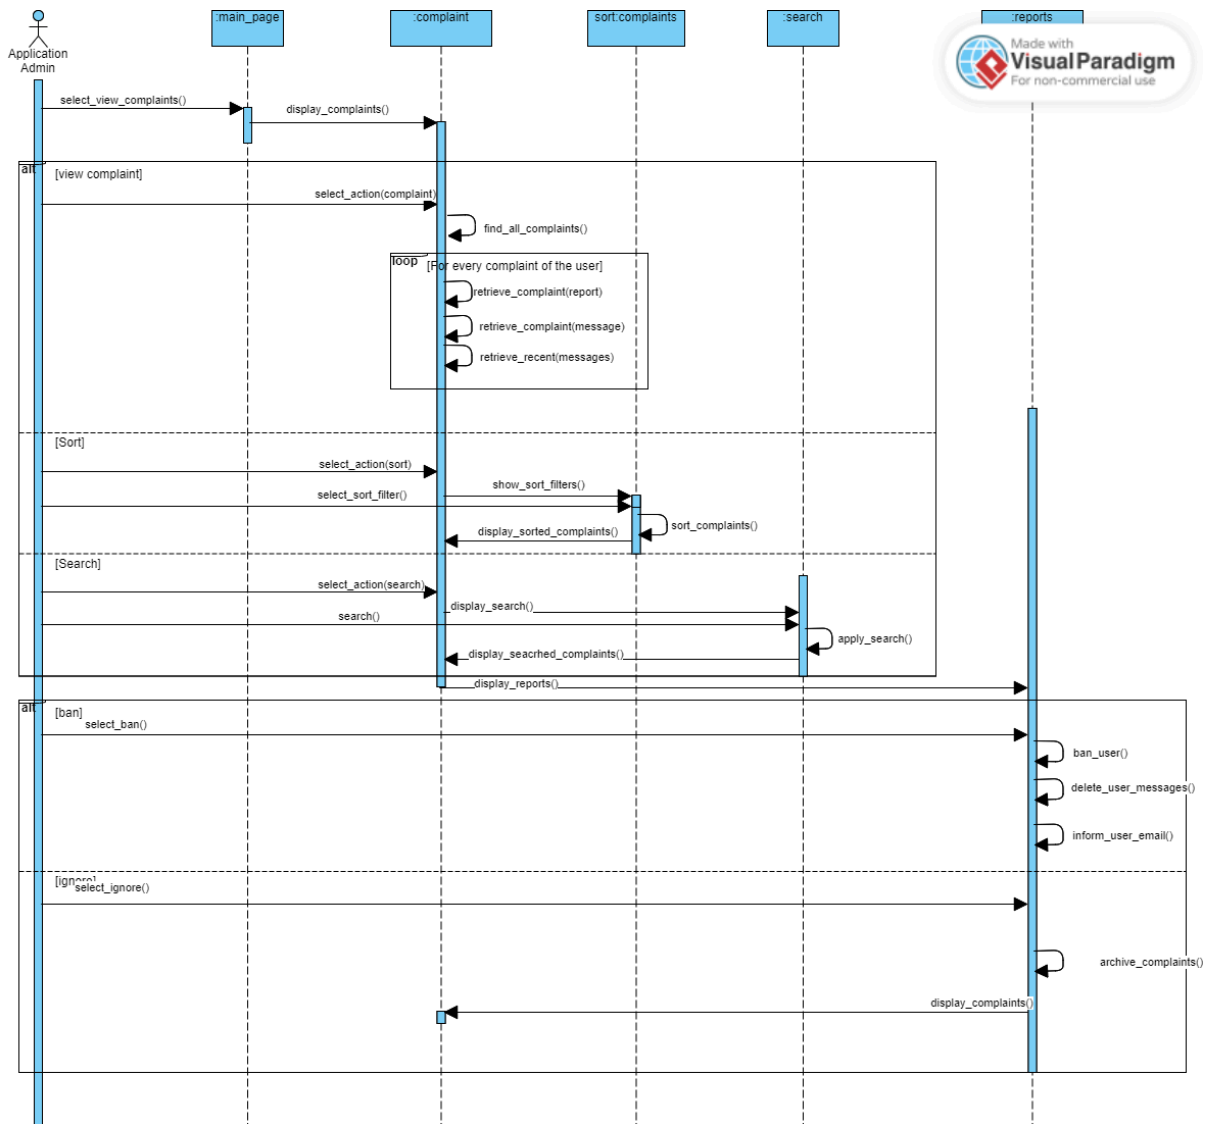 :main_page
:complaint
sort:complaints
:search
:reports
Made with
VisualParadigm
For non-commercial use
Application
Admin
select_view_complaints()
display_complaints()
alt
[view complaint]
select_action(complaint)
find_all_complaints()
loop
[For every complaint of the user]
retrieve_complaint(report)
retrieve_complaint(message)
retrieve_recent(messages)
[Sort]
select_action(sort)
show_sort_filters()
select_sort_filter()
sort_complaints()
display_sorted_complaints()
[Search]
select_action(search)
display_search()
search()
apply_search()
display_seacrhed_complaints()
display_reports()
alt
[ban]
select_ban()
ban_user()
delete_user_messages()
inform_user_email()
[ignore]
select_ignore()
archive_complaints()
display_complaints()